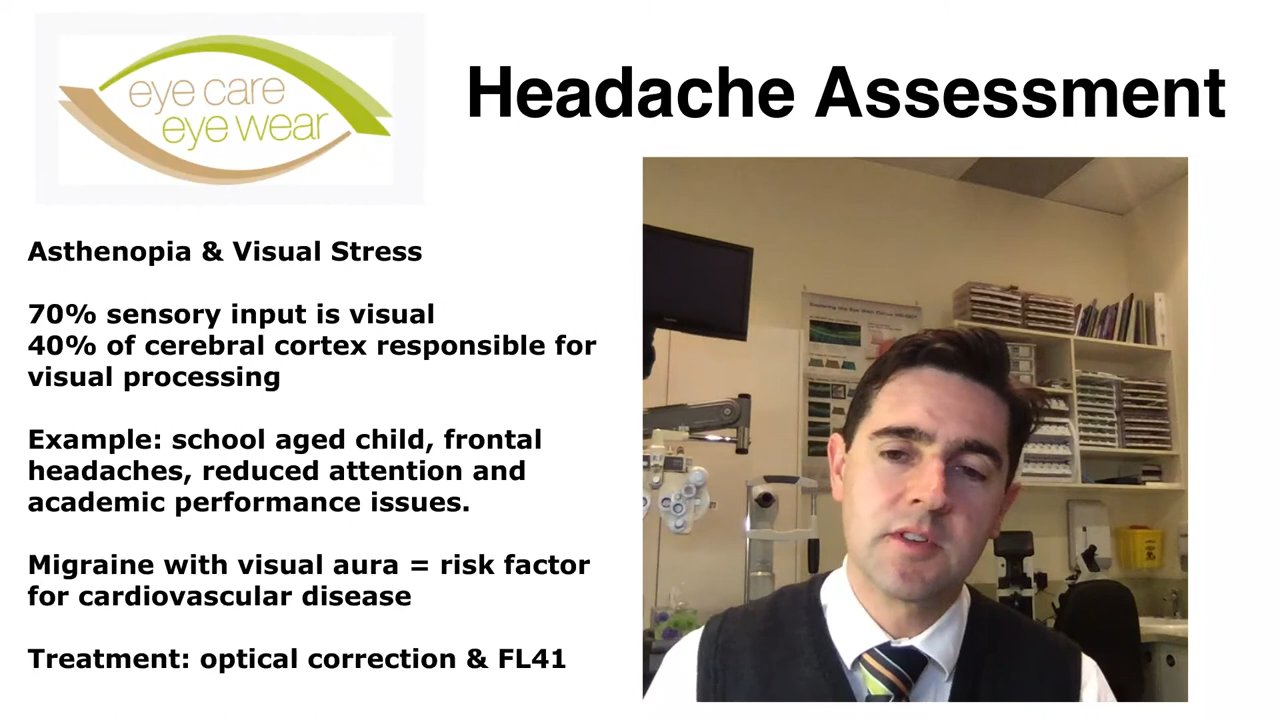 eye care
eye wear
Headache Assessment
Asthenopia & Visual Stress
70% sensory input is visual
40% of cerebral cortex responsible for
visual processing
Example: school aged child, frontal
headaches, reduced attention and
academic performance issues.
Migraine with visual aura = risk factor
for cardiovascular disease
Treatment: optical correction & FL41